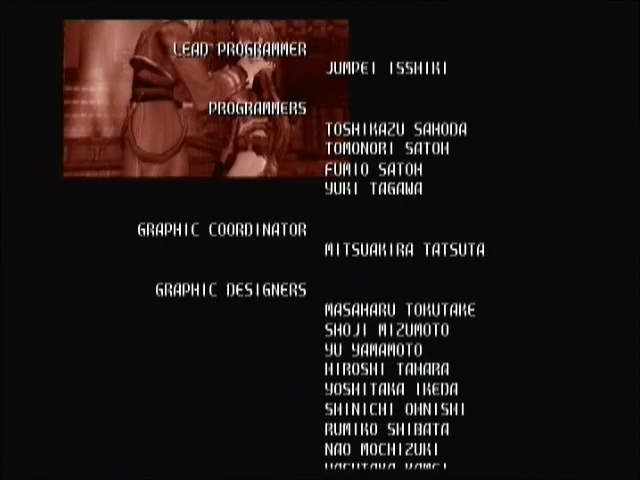 LEAD PROGRAMMER
JUMPEI ISSHIKI
PROGRAMMERS
TOSHIKAZU SAHODA
TOMONORI SATOH
FUMIO SATOH
YUKI TAGAWA
GRAPHIC COORDINATOR
MITSUAKIRA TATSUTA
GRAPHIC DESIGNERS
MASAHARU TOKUTAKE
SHOJI MIZUMOTO
YU YAMAMOTO
HIROSHI TAHARA
YOSHITAKA IKEDA
SHINICHI OHNISHI
RUMIKO SHIBATA
NAO MOCHIZUKI